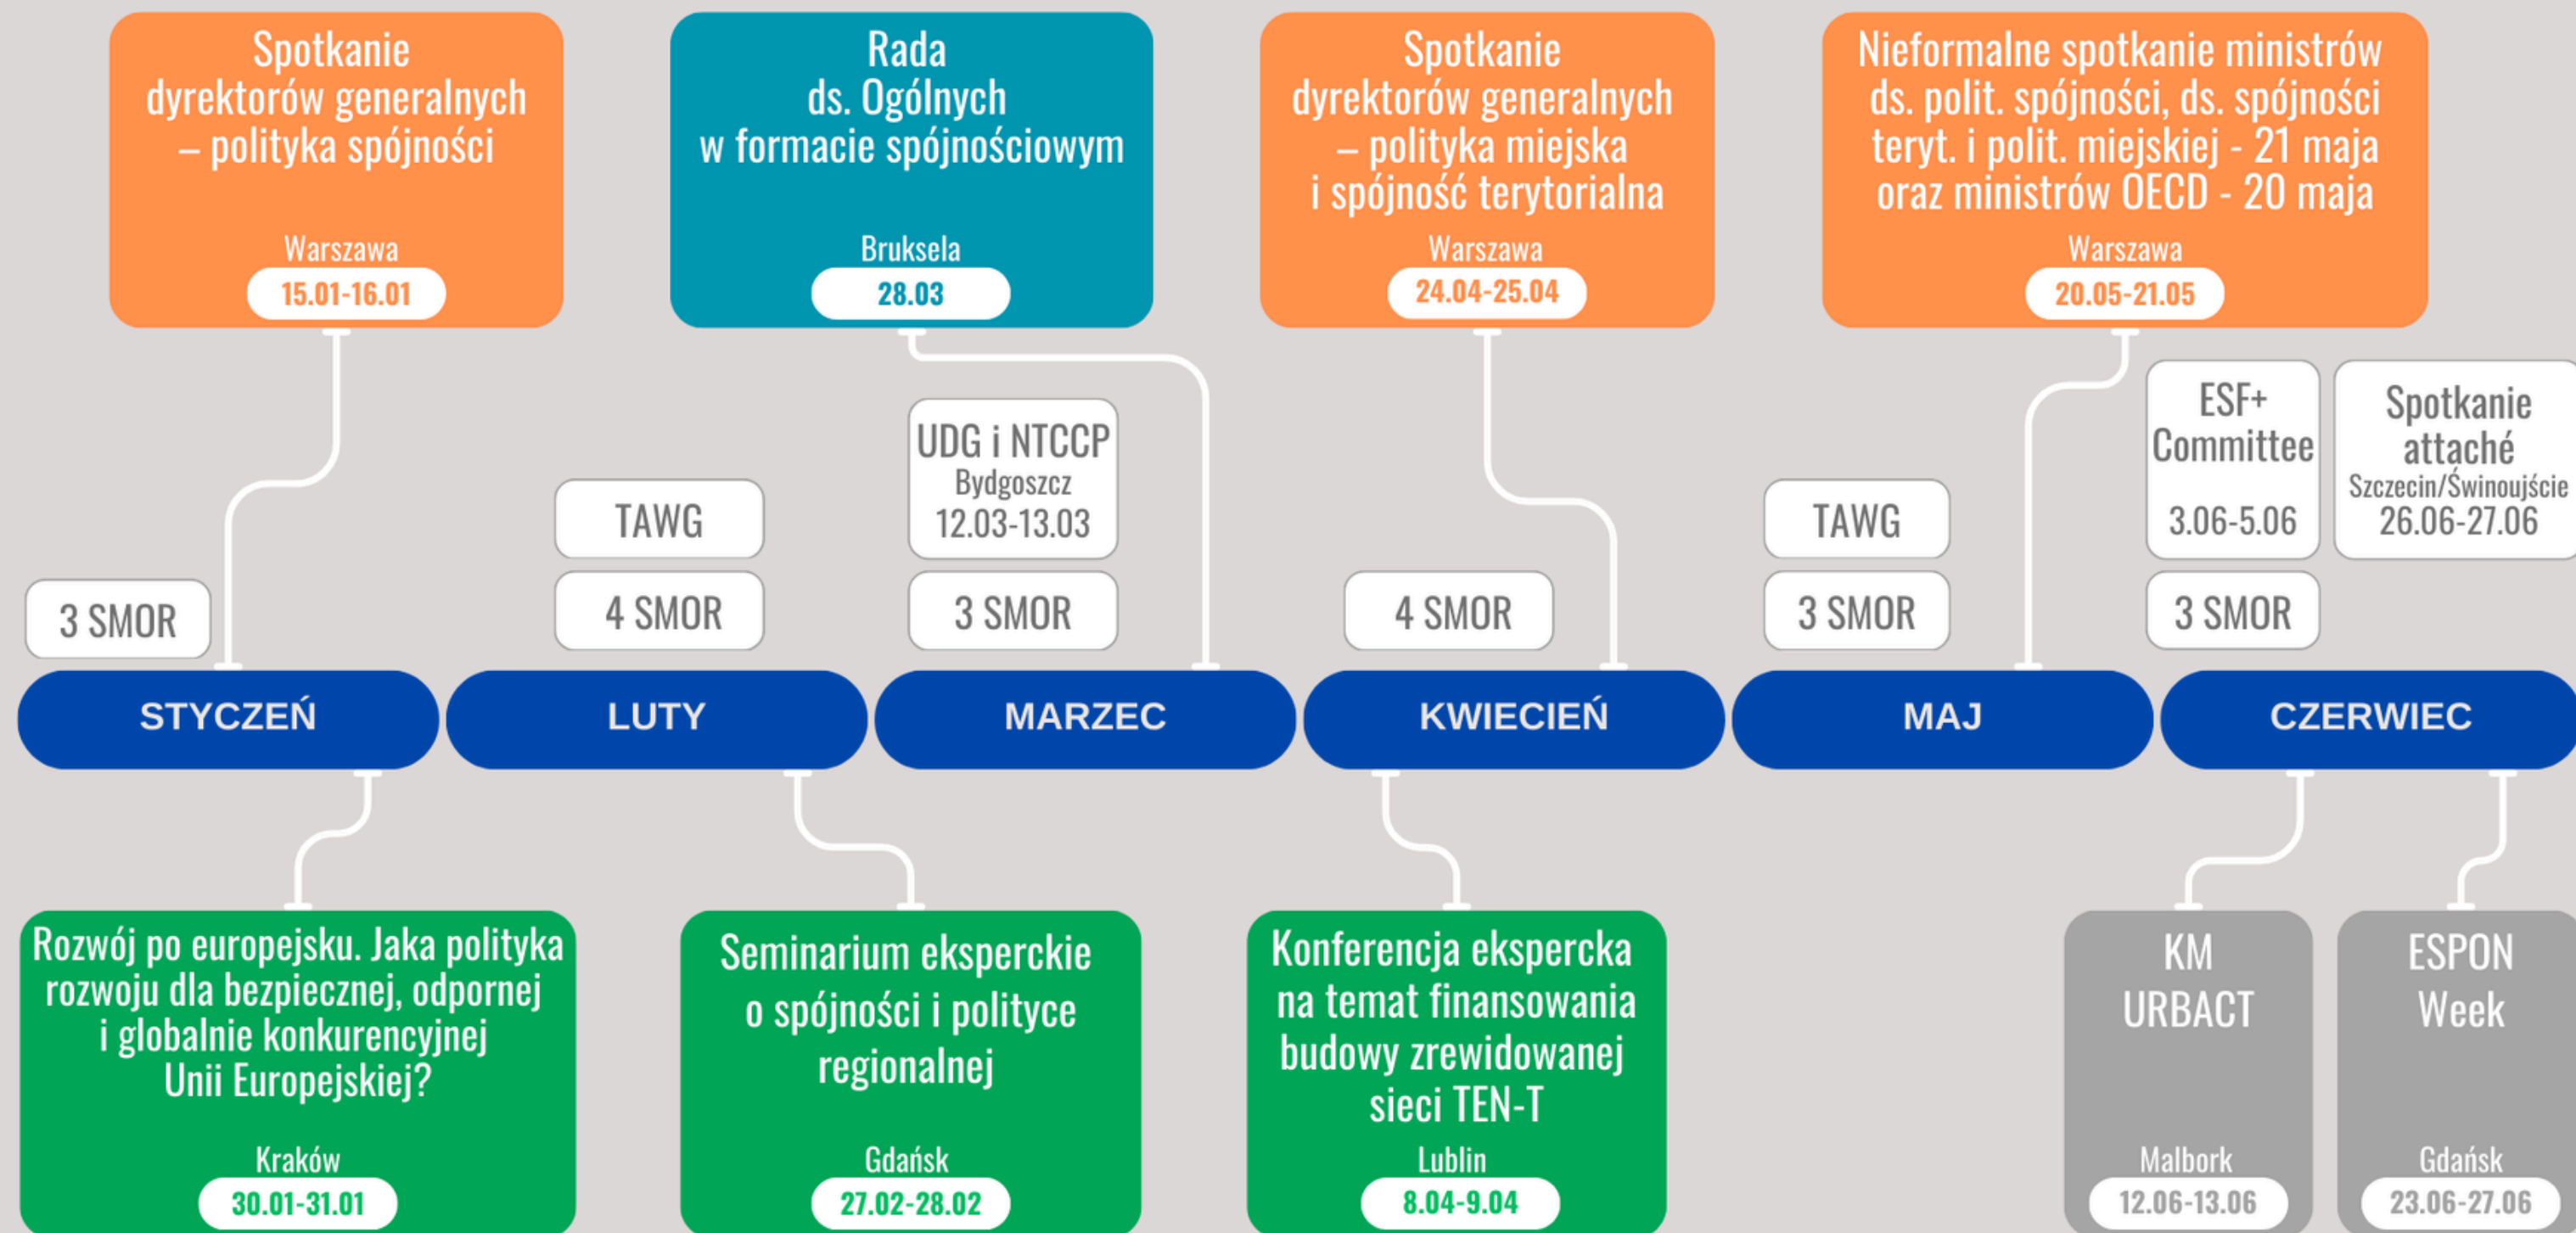 Spotkanie
dyrektorów generalnych
– polityka spójności
Warszawa
15.01-16.01
Rada
ds. Ogólnych
w formacie spójnościowym
Bruksela
28.03
Spotkanie
dyrektorów generalnych
– polityka miejska
i spójność terytorialna
Warszawa
24.04-25.04
Nieformalne spotkanie ministrów
ds. polit. spójności, ds. spójności
teryt. i polit. miejskiej - 21 maja
oraz ministrów OECD - 20 maja
Warszawa
20.05-21.05
3 SMOR
TAWG
4 SMOR
UDG i NTCCP
Bydgoszcz
12.03-13.03
3 SMOR
4 SMOR
TAWG
3 SMOR
ESF+
Committee
3.06-5.06
3 SMOR
Spotkanie
attaché
Szczecin/Świnoujście
26.06-27.06
STYCZEŃ
LUTY
MARZEC
KWIECIEŃ
MAJ
CZERWIEC
Rozwój po europejsku. Jaka polityka
rozwoju dla bezpiecznej, odpornej
i globalnie konkurencyjnej
Unii Europejskiej?
Kraków
30.01-31.01
Seminarium eksperckie
o spójności i polityce
regionalnej
Gdańsk
27.02-28.02
Konferencja ekspercka
na temat finansowania
budowy zrewidowanej
sieci TEN-T
Lublin
8.04-9.04
KM
URBACT
Malbork
12.06-13.06
ESPON
Week
Gdańsk
23.06-27.06